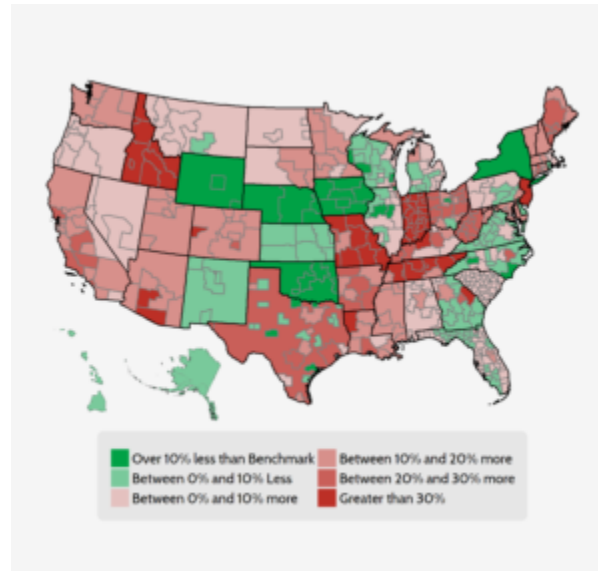 Over 10% less than Benchmark
Between 0% and 10% Less
Between 0% and 10% more
Between 10% and 20% more
Between 20% and 30% more
Greater than 30%